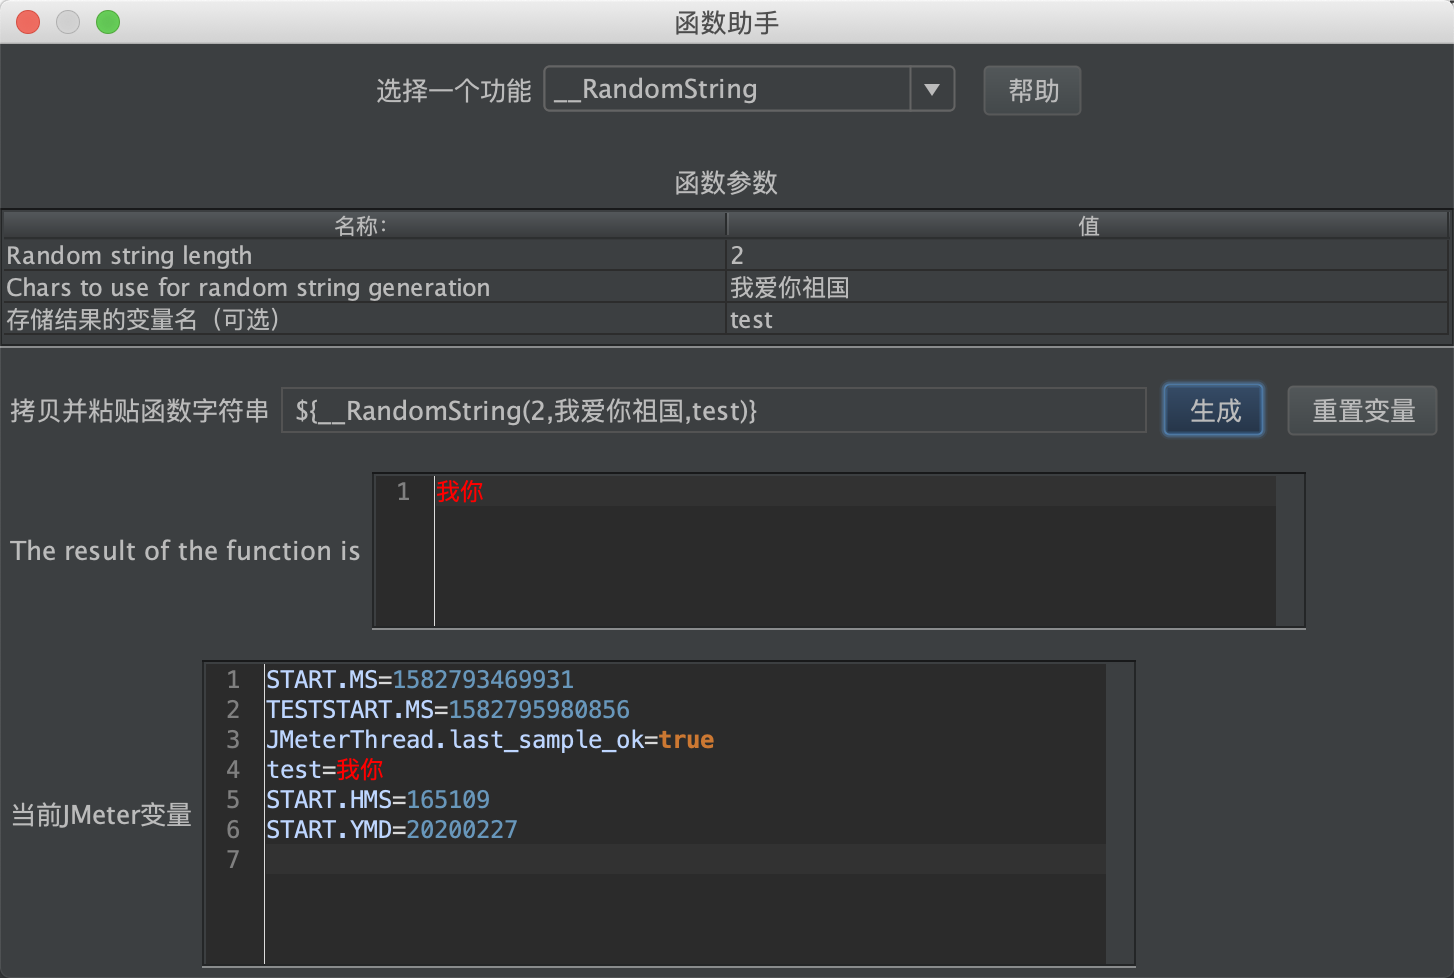 函数助手
选择一个功能 __RandomString 帮助
函数参数
名称: 值
Random string length 2
Chars to use for random string generation 我爱你祖国
存储结果的变量名（可选） test
拷贝并粘贴函数字符串 ${__RandomString(2,我爱你祖国,test)} 生成 重置变量
The result of the function is
1 我你
当前JMeter变量
1 START.MS=1582793469931
2 TESTSTART.MS=1582795980856
3 JMeterThread.last_sample_ok=true
4 test=我你
5 START.HMS=165109
6 START.YMD=20200227
7